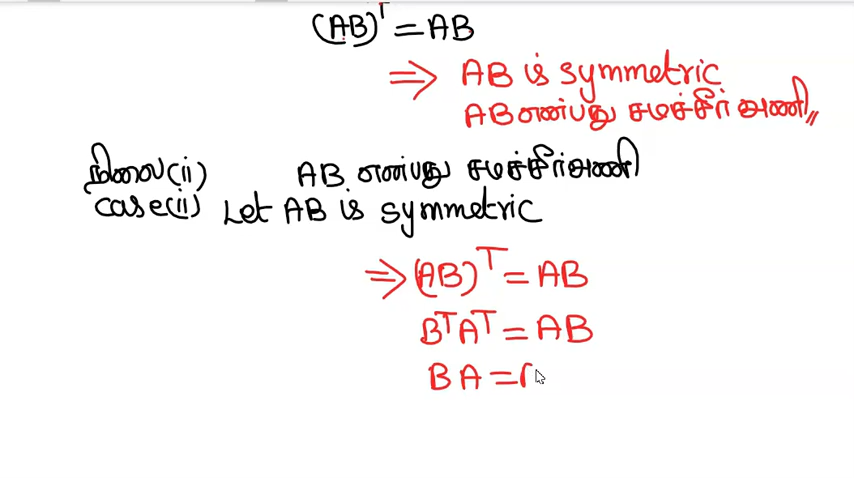 (AB)ᵀ = AB
⇒ AB is symmetric
AB என்பது சமச்சீர் அணி //
நிலை (ii) AB என்பது சமச்சீர் அணி
case (ii) Let AB is symmetric
⇒ (AB)ᵀ = AB
BᵀAᵀ = AB
BA =